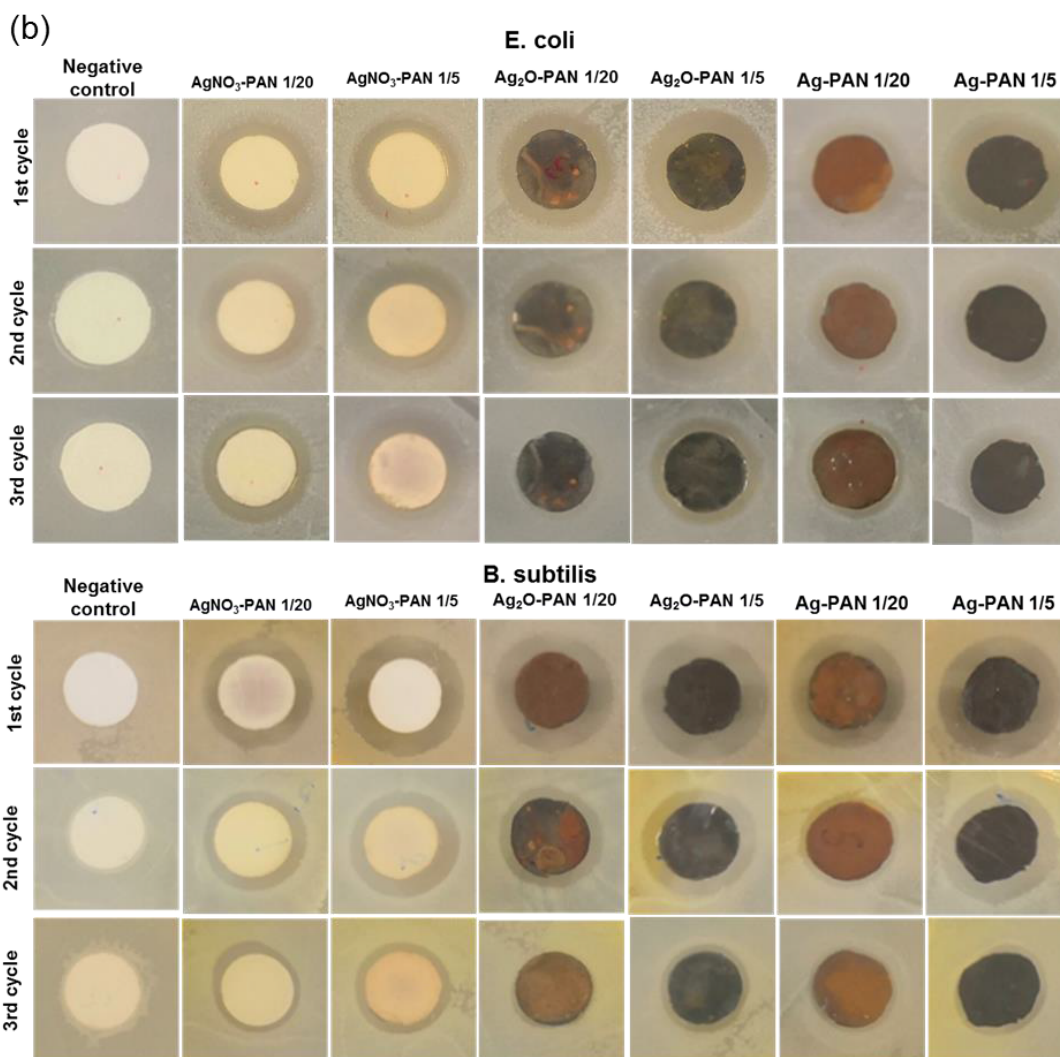 (b)
E. coli
Negative control
AgNO₃-PAN 1/20
AgNO₃-PAN 1/5
Ag₂O-PAN 1/20
Ag₂O-PAN 1/5
Ag-PAN 1/20
Ag-PAN 1/5
1st cycle
2nd cycle
3rd cycle
B. subtilis
Negative control
AgNO₃-PAN 1/20
AgNO₃-PAN 1/5
Ag₂O-PAN 1/20
Ag₂O-PAN 1/5
Ag-PAN 1/20
Ag-PAN 1/5
1st cycle
2nd cycle
3rd cycle